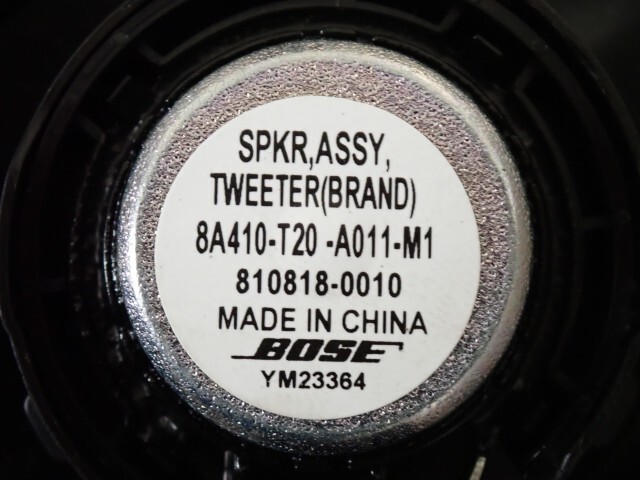 SPKR,ASSY,
TWEETER(BRAND)
8A410-T20-A011-M1
810818-0010
MADE IN CHINA
BOSE
YM23364